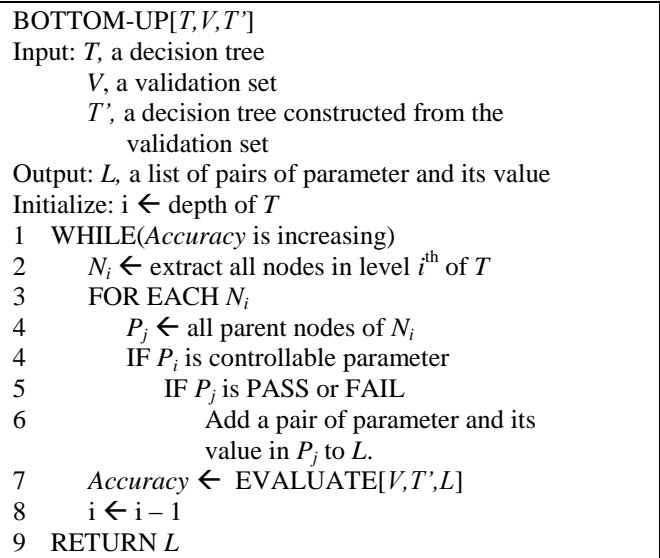 BOTTOM-UP[T,V,T’]
Input: T, a decision tree
V, a validation set
T’, a decision tree constructed from the
validation set
Output: L, a list of pairs of parameter and its value
Initialize: i ← depth of T
1 WHILE(Accuracy is increasing)
2 Nᵢ ← extract all nodes in level iᵗʰ of T
3 FOR EACH Nᵢ
4 Pⱼ ← all parent nodes of Nᵢ
4 IF Pᵢ is controllable parameter
5 IF Pⱼ is PASS or FAIL
6 Add a pair of parameter and its
value in Pⱼ to L.
7 Accuracy ← EVALUATE[V,T’,L]
8 i ← i – 1
9 RETURN L